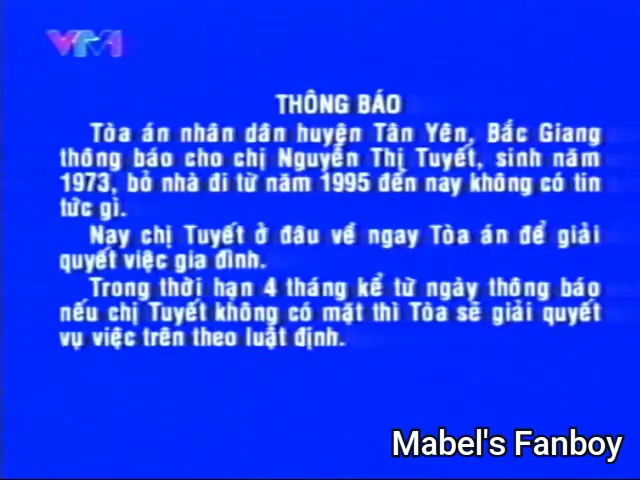 VTV1
THÔNG BÁO
Tòa án nhân dân huyện Tân Yên, Bắc Giang
thông báo cho chị Nguyễn Thị Tuyết, sinh năm
1973, bỏ nhà đi từ năm 1995 đến nay không có tin
tức gì.
Nay chị Tuyết ở đâu về ngay Tòa án để giải
quyết việc gia đình.
Trong thời hạn 4 tháng kể từ ngày thông báo
nếu chị Tuyết không có mặt thì Tòa sẽ giải quyết
vụ việc trên theo luật định.
Mabel's Fanboy